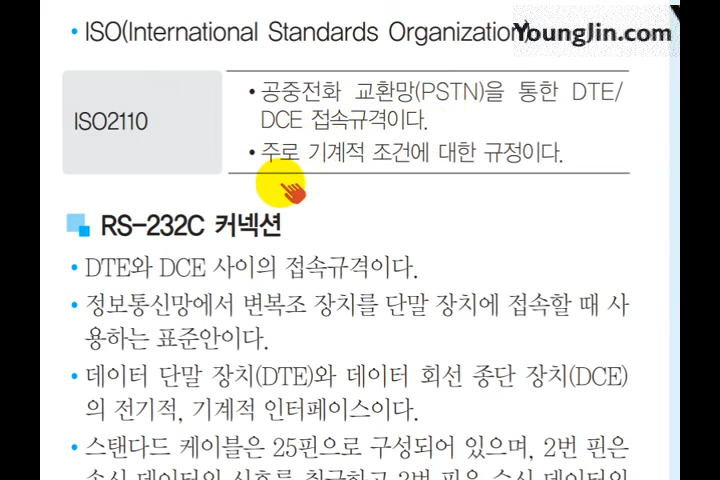 • ISO(International Standards Organization)
YoungJin.com
ISO2110
• 공중전화 교환망(PSTN)을 통한 DTE/
DCE 접속규격이다.
• 주로 기계적 조건에 대한 규정이다.
RS-232C 커넥션
• DTE와 DCE 사이의 접속규격이다.
• 정보통신망에서 변복조 장치를 단말 장치에 접속할 때 사
용하는 표준안이다.
• 데이터 단말 장치(DTE)와 데이터 회선 종단 장치(DCE)
의 전기적, 기계적 인터페이스이다.
• 스탠다드 케이블은 25핀으로 구성되어 있으며, 2번 핀은